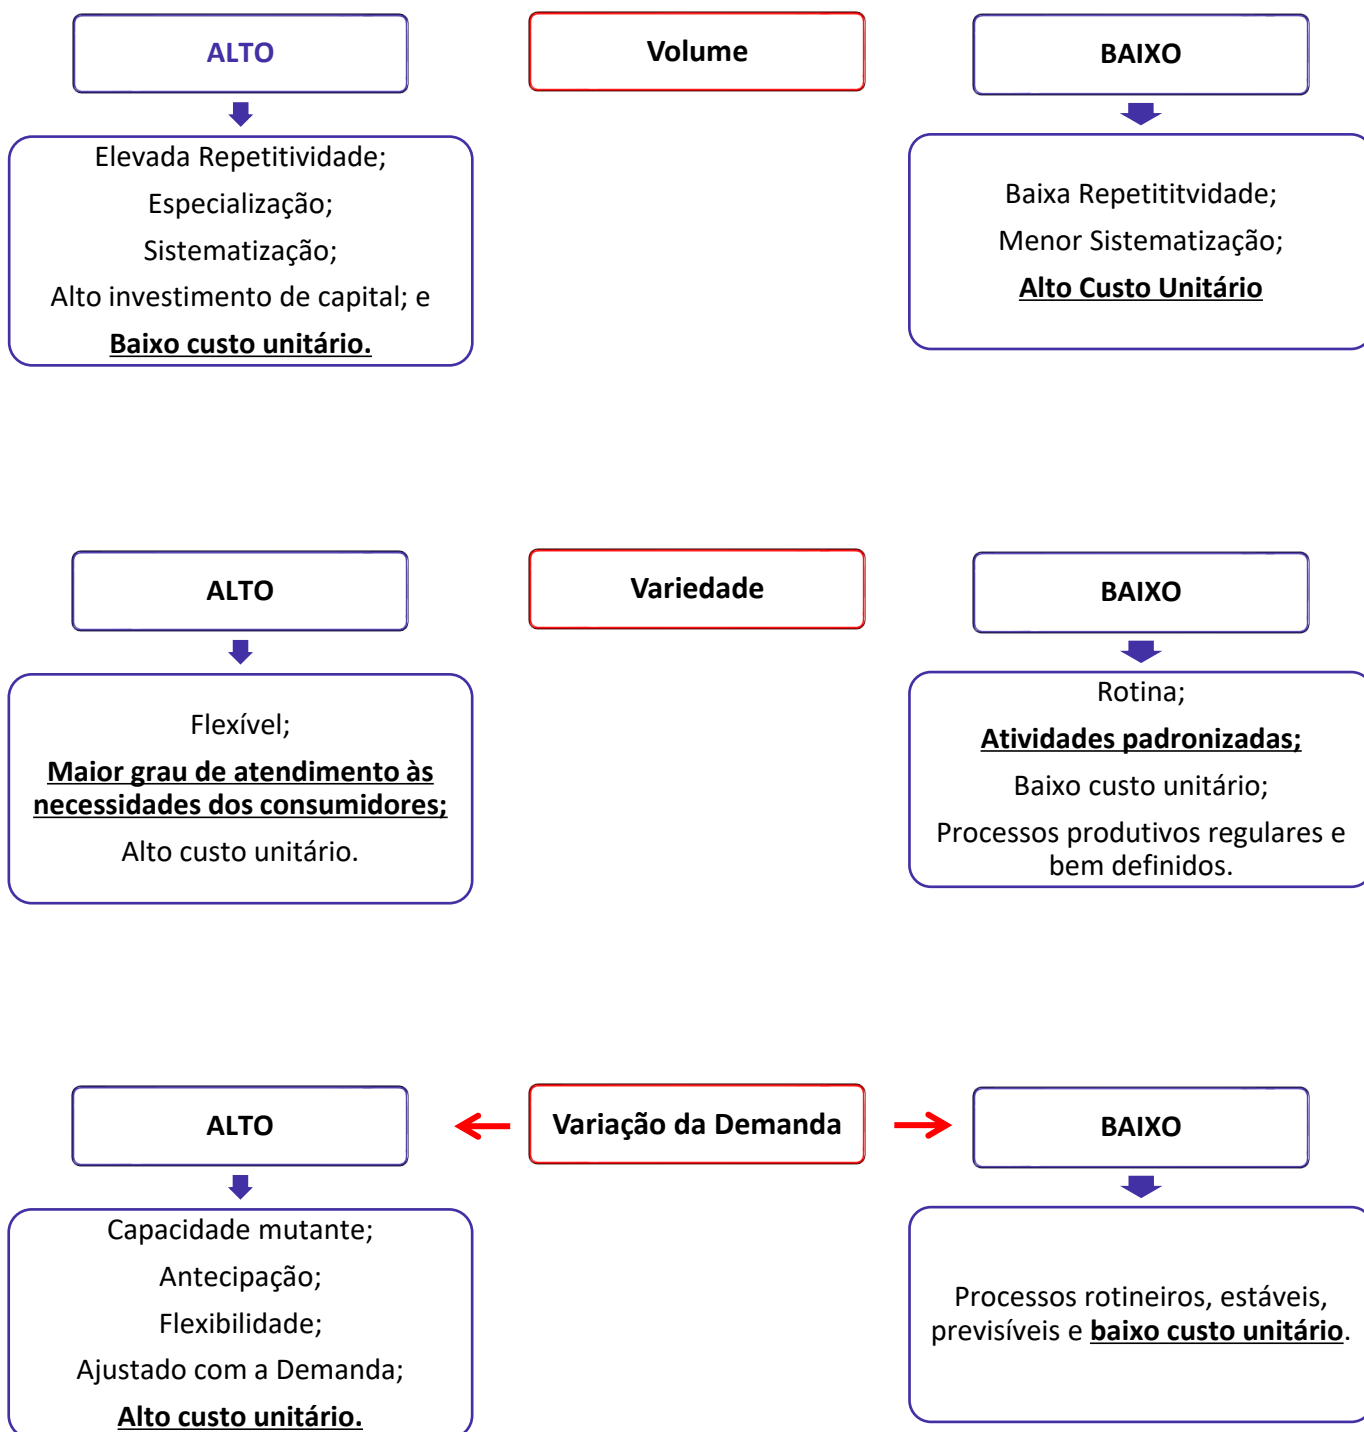 ALTO
Volume
BAIXO
Elevada Repetitividade;
Especialização;
Sistematização;
Alto investimento de capital; e
Baixo custo unitário.
Baixa Repetititvidade;
Menor Sistematização;
Alto Custo Unitário
ALTO
Variedade
BAIXO
Flexível;
Maior grau de atendimento às
necessidades dos consumidores;
Alto custo unitário.
Rotina;
Atividades padronizadas;
Baixo custo unitário;
Processos produtivos regulares e
bem definidos.
ALTO
Variação da Demanda
BAIXO
Capacidade mutante;
Antecipação;
Flexibilidade;
Ajustado com a Demanda;
Alto custo unitário.
Processos rotineiros, estáveis,
previsíveis e baixo custo unitário.